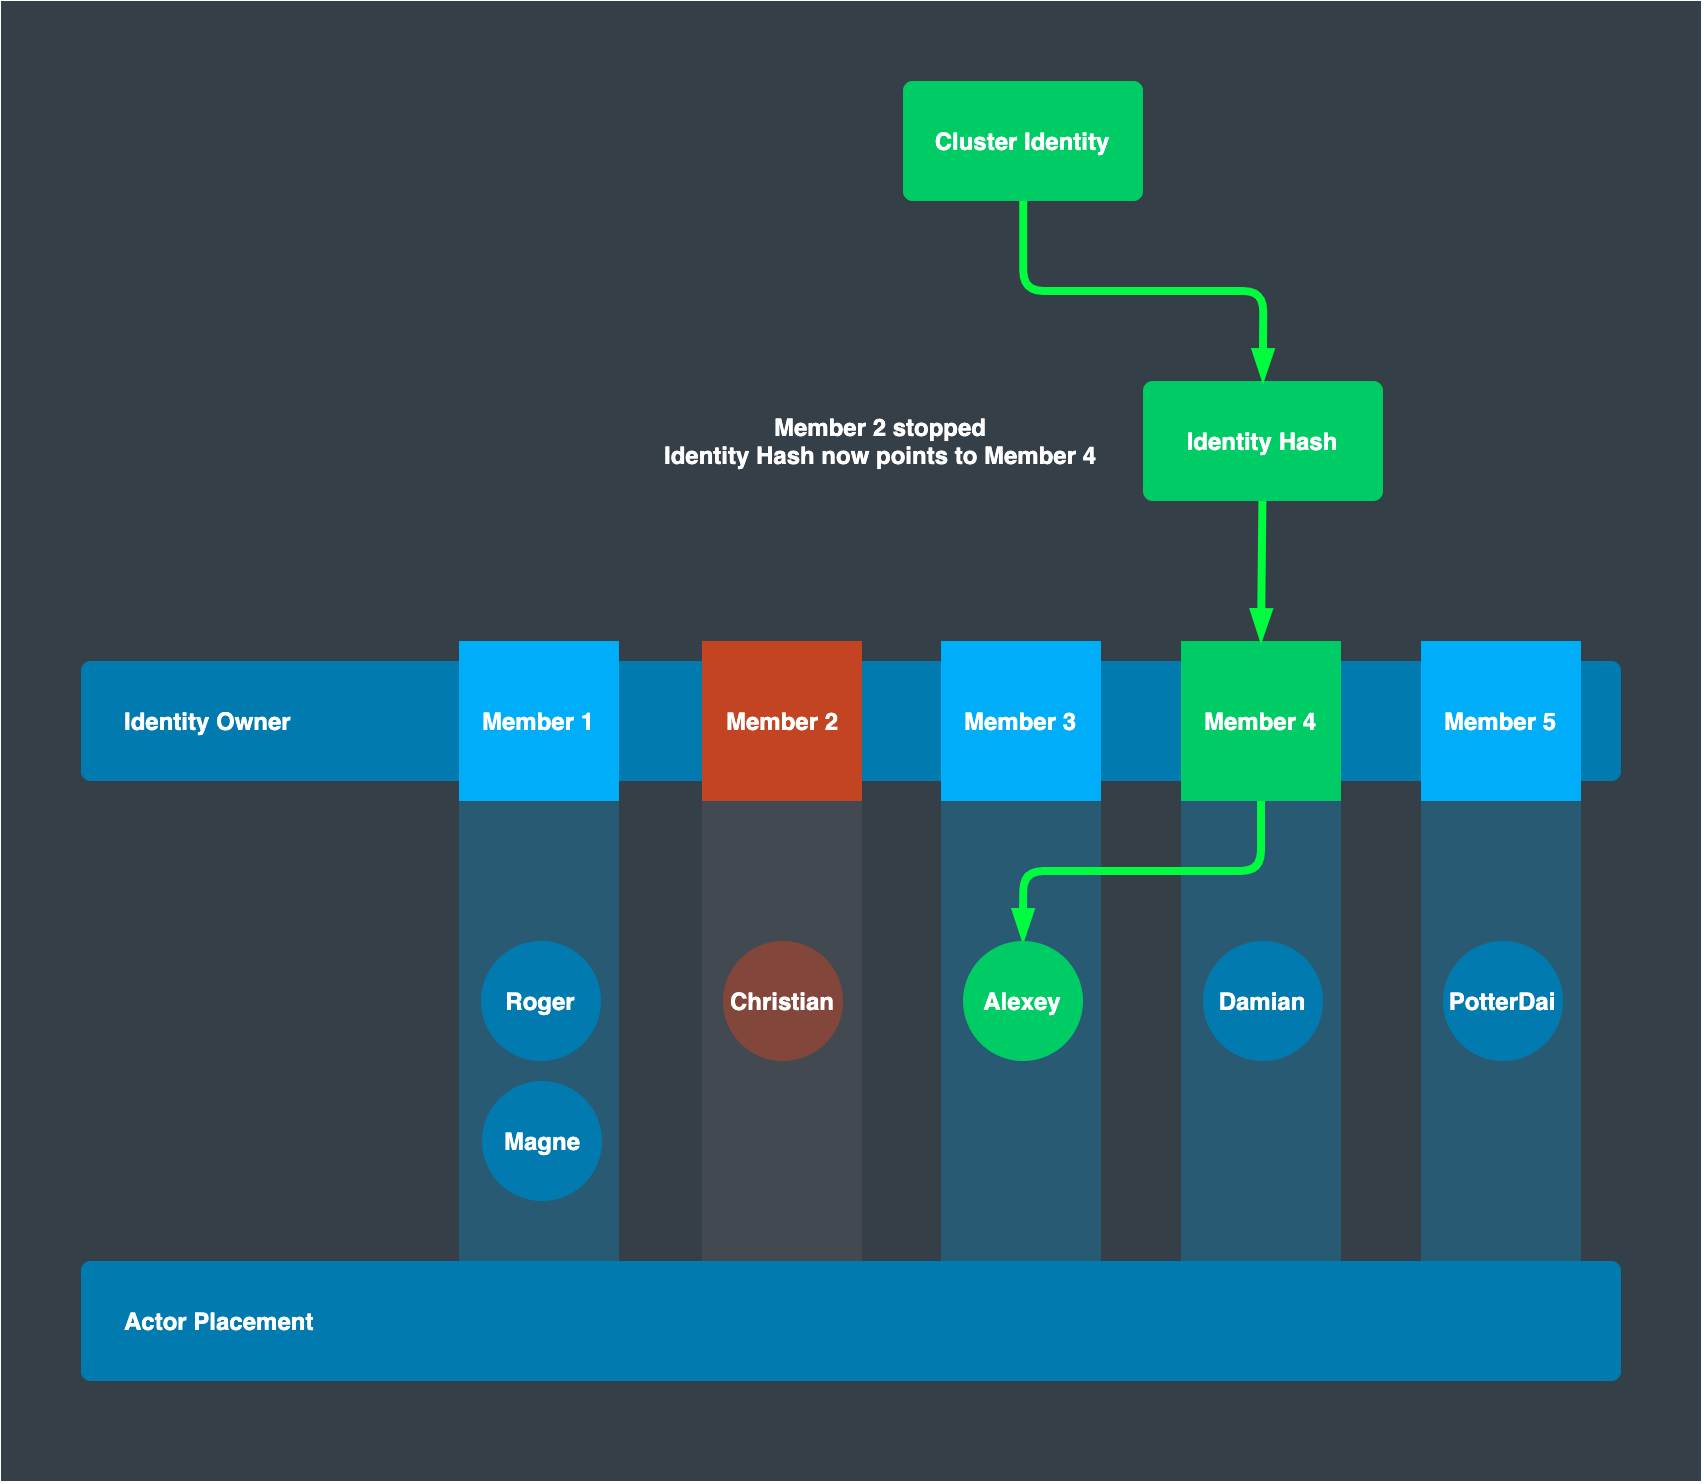 Cluster Identity
Member 2 stopped
Identity Hash now points to Member 4
Identity Hash
Identity Owner
Member 1
Member 2
Member 3
Member 4
Member 5
Roger
Christian
Alexey
Damian
PotterDai
Magne
Actor Placement